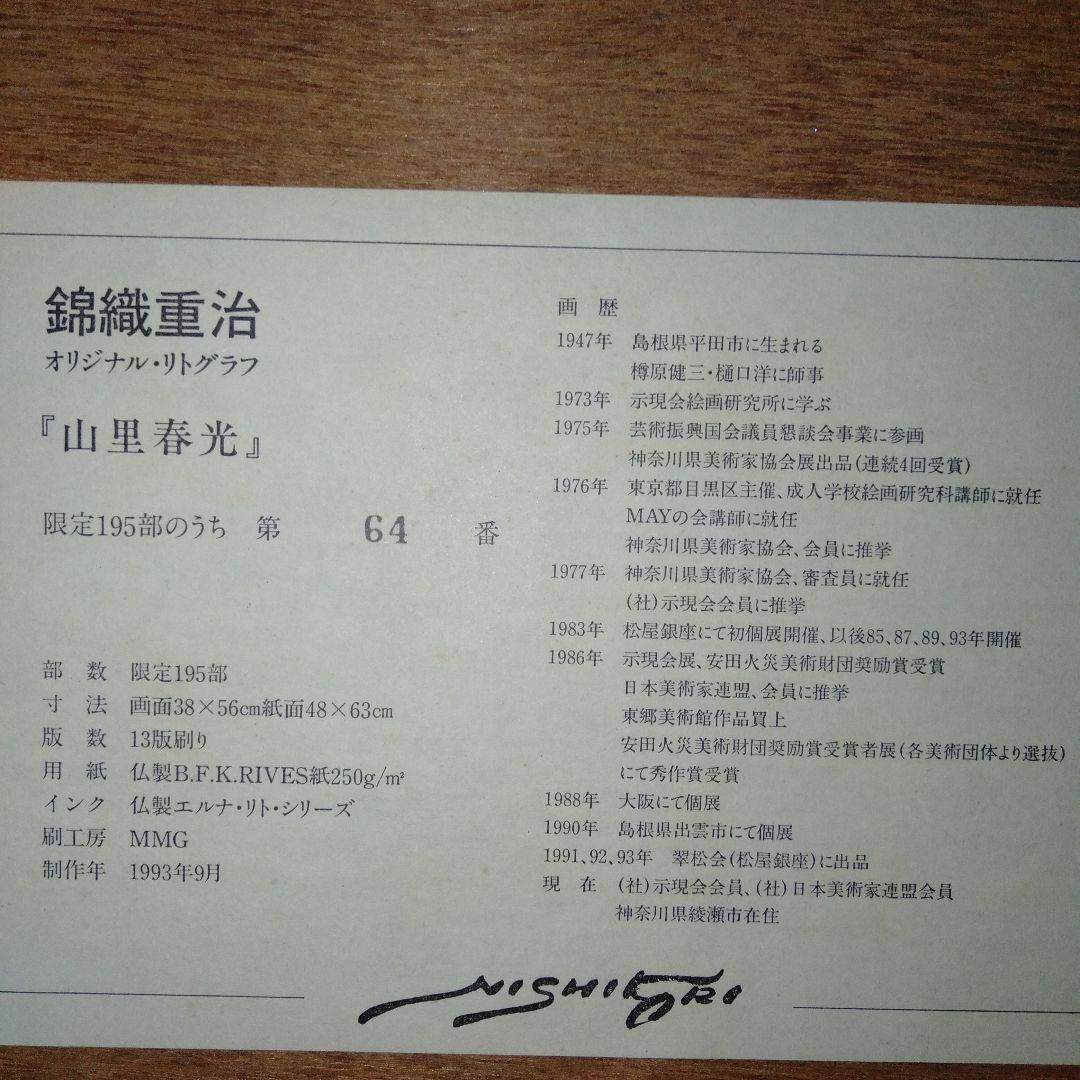 錦織重治
オリジナル・リトグラフ
『山里春光』
限定195部のうち 第 64 番
部 数 限定195部
寸 法 画面38×56cm紙面48×63cm
版 数 13版刷り
用 紙 仏製B.F.K.RIVES紙250g/㎡
インク 仏製エルナ・リト・シリーズ
刷工房 MMG
制作年 1993年9月
画 歴
1947年 島根県平田市に生まれる
樽原健三・樋口洋に師事
1973年 示現会絵画研究所に学ぶ
1975年 芸術振興国会議員懇談会事業に参画
神奈川県美術家協会展出品(連続4回受賞)
1976年 東京都目黒区主催、成人学校絵画研究科講師に就任
MAYの会講師に就任
神奈川県美術家協会、会員に推挙
1977年 神奈川県美術家協会、審査員に就任
(社)示現会会員に推挙
1983年 松屋銀座にて初個展開催、以後85、87、89、93年開催
1986年 示現会展、安田火災美術財団奨励賞受賞
日本美術家連盟、会員に推挙
東郷美術館作品買上
安田火災美術財団奨励賞受賞者展(各美術団体より選抜)
にて秀作賞受賞
1988年 大阪にて個展
1990年 島根県出雲市にて個展
1991、92、93年 翠松会(松屋銀座)に出品
現 在 (社)示現会会員、(社)日本美術家連盟会員
神奈川県綾瀬市在住
NISHIKORI